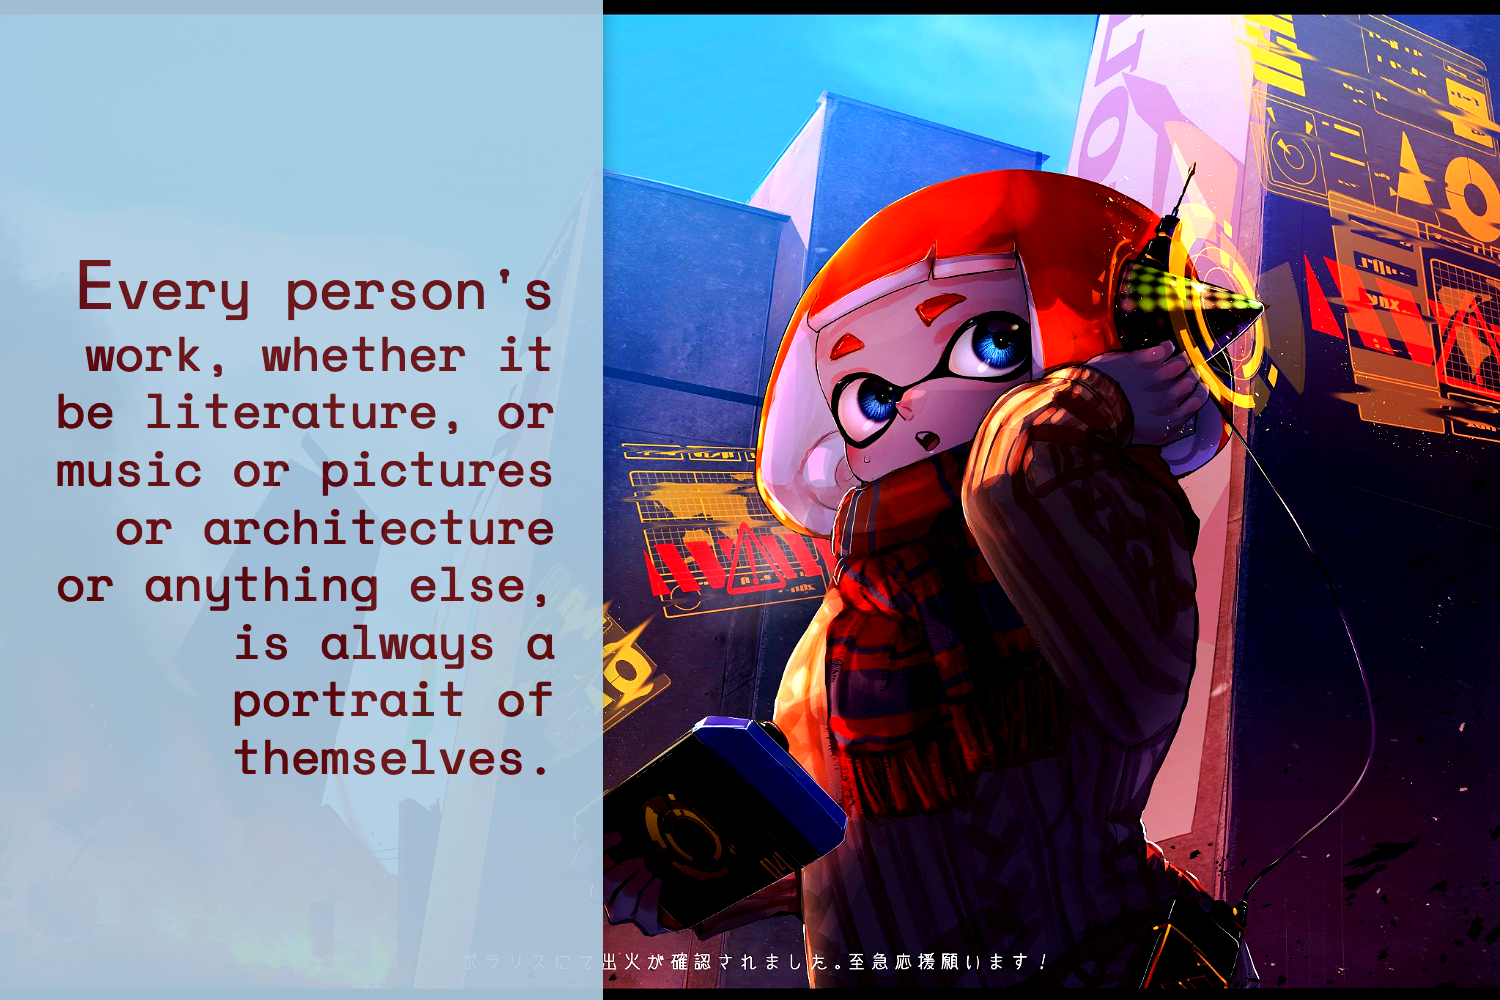 Every person's
work, whether it
be literature, or
music or pictures
or architecture
or anything else,
is always a
portrait of
themselves.
ポラリスにて出火が確認されました。至急応援願います！